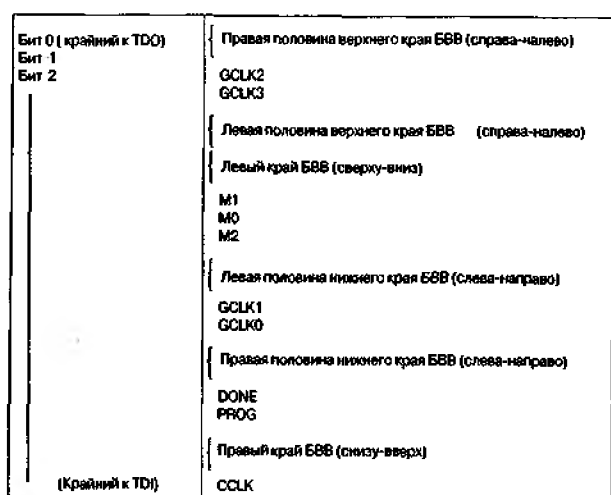 Бит 0 ( крайний к TDO)
Бит 1
Бит 2
(Крайний к TDI)
Правая половина верхнего края БВВ (справа-налево)
GCLK2
GCLK3
Левая половина верхнего края БВВ (справа-налево)
Левый край БВВ (сверху-вниз)
M1
M0
M2
Левая половина нижнего края БВВ (слева-направо)
GCLK1
GCLK0
Правая половина нижнего края БВВ (слева-направо)
DONE
PROG
Правый край БВВ (снизу-вверх)
CCLK